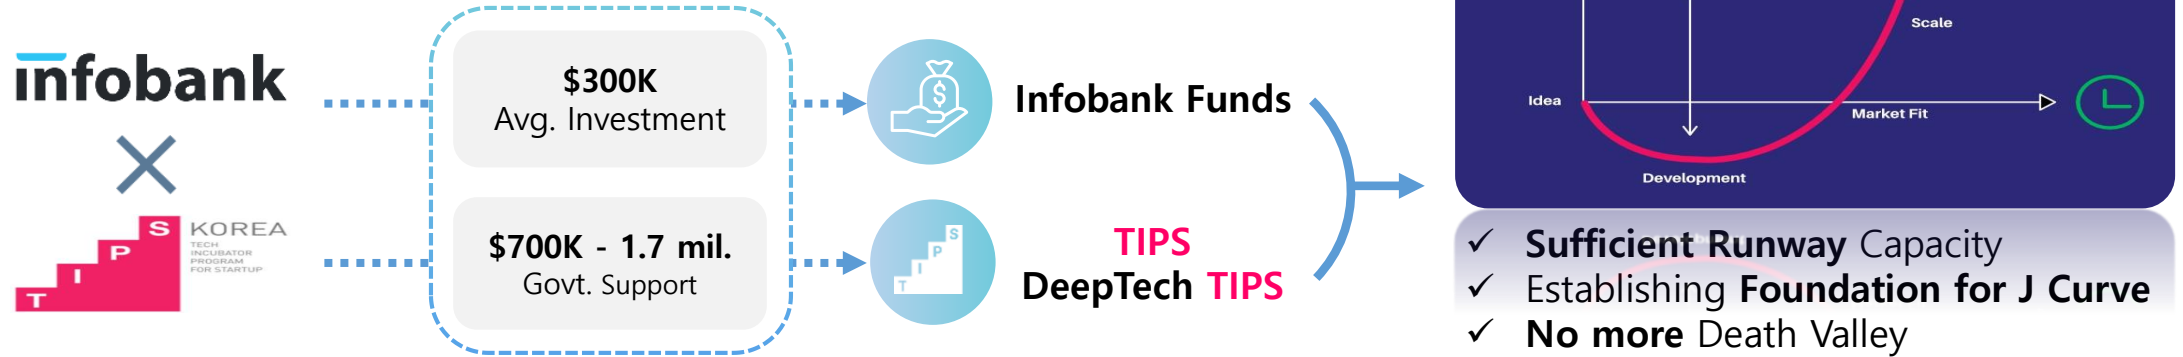 infobank
T I P S
KOREA
TECH
INCUBATOR
PROGRAM
FOR STARTUP
$300K
Avg. Investment
$700K - 1.7 mil.
Govt. Support
$
Infobank Funds
T I P S
TIPS
DeepTech TIPS
Scale
Idea
Market Fit
Development
✓ Sufficient Runway Capacity
✓ Establishing Foundation for J Curve
✓ No more Death Valley